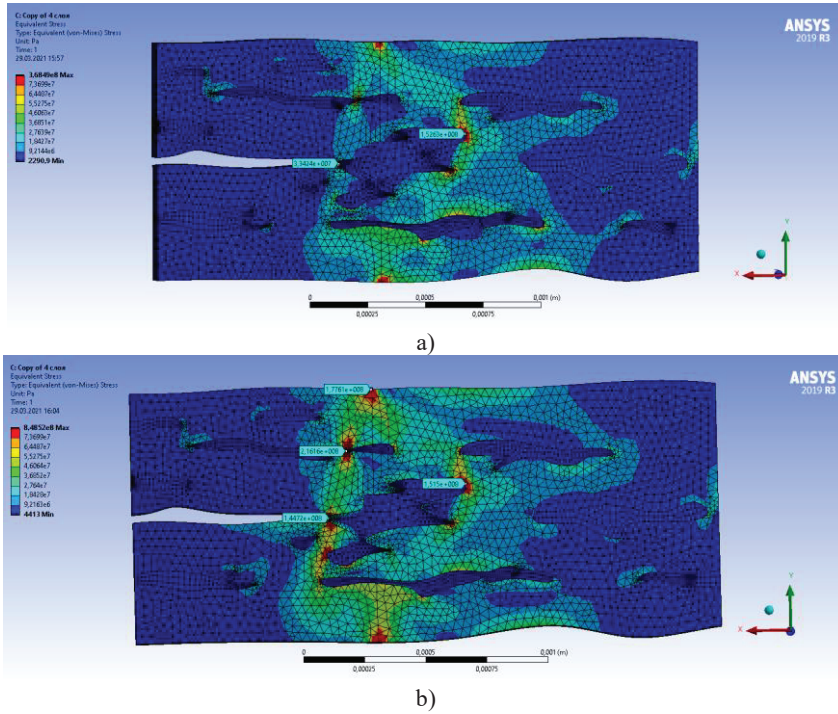 C: Copy of 4 слоя
Equivalent Stress
Type: Equivalent (von-Mises) Stress
Unit: Pa
Time: 1
29.03.2021 15:57
3,6849e8 Max
7,3699e7
6,4487e7
5,5275e7
4,6063e7
3,6851e7
2,7639e7
1,8427e7
9,2144e6
2290,9 Min
ANSYS
2019 R3
1,5263e+008
3,3424e+007
Y
X
0
0,0005
0,001 (m)
0,00025
0,00075
a)
C: Copy of 4 слоя
Equivalent Stress
Type: Equivalent (von-Mises) Stress
Unit: Pa
Time: 1
29.03.2021 16:04
8,4852e8 Max
7,3699e7
6,4487e7
5,5275e7
4,6064e7
3,6852e7
2,764e7
1,8428e7
9,2163e6
4413 Min
ANSYS
2019 R3
1,7781e+008
2,1616e+008
1,515e+008
1,4472e+008
Y
X
0
0,0005
0,001 (m)
0,00025
0,00075
b)